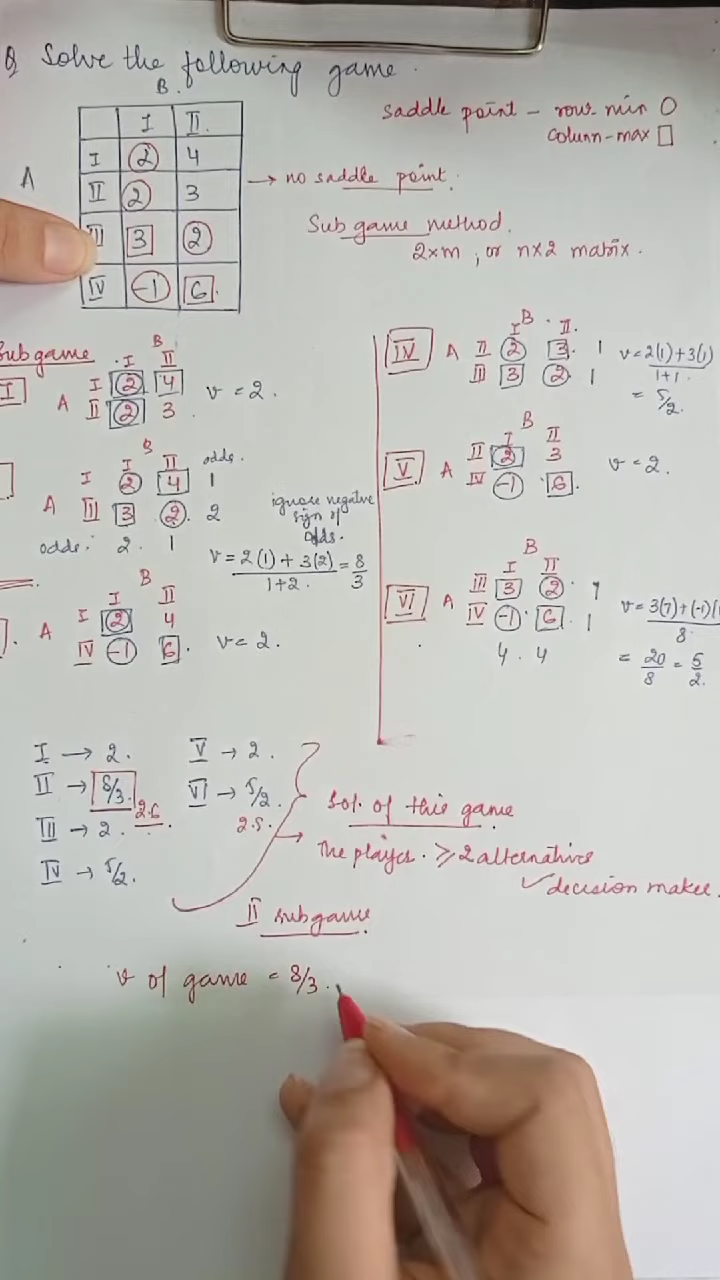 Q Solve the following game.
B.
I II.
I 2 4
A
II 2 3
II 3 2
IV -1 6
saddle point - row min O
column-max □
→ no saddle point.
Sub game method.
2×m, or n×2 matrix.
Subgame
I
B
I II
A I 2 4
II 2 3
v = 2.
B
I II odds.
I 2 4 1
A III 3 2 2
odds: 2. 1
ignore negative
sign of
odds.
v = 2(1) + 3(2) = 8
1+2. 3
B
I II
A I 2 4
IV -1 6.
v = 2.
IV
B.
I II.
A II 2 3. 1
III 3 2 1
v = 2(1) + 3(1)
1+1
= 5/2.
V
B
I II
A II 2 3
IV -1 6.
v = 2.
VI
B
I II
A III 3 2. 7
IV -1 6. 1
4. 4
v = 3(7)+(-1)(
8
= 20 = 5
8 2.
I → 2. V → 2.
II → 8/3. VI → 5/2
2.6 2.5.
III → 2.
IV → 5/2.
Sol. of this game
→ The player. ≥ 2 alternatives
✓ decision maker.
II subgame
v of game = 8/3.